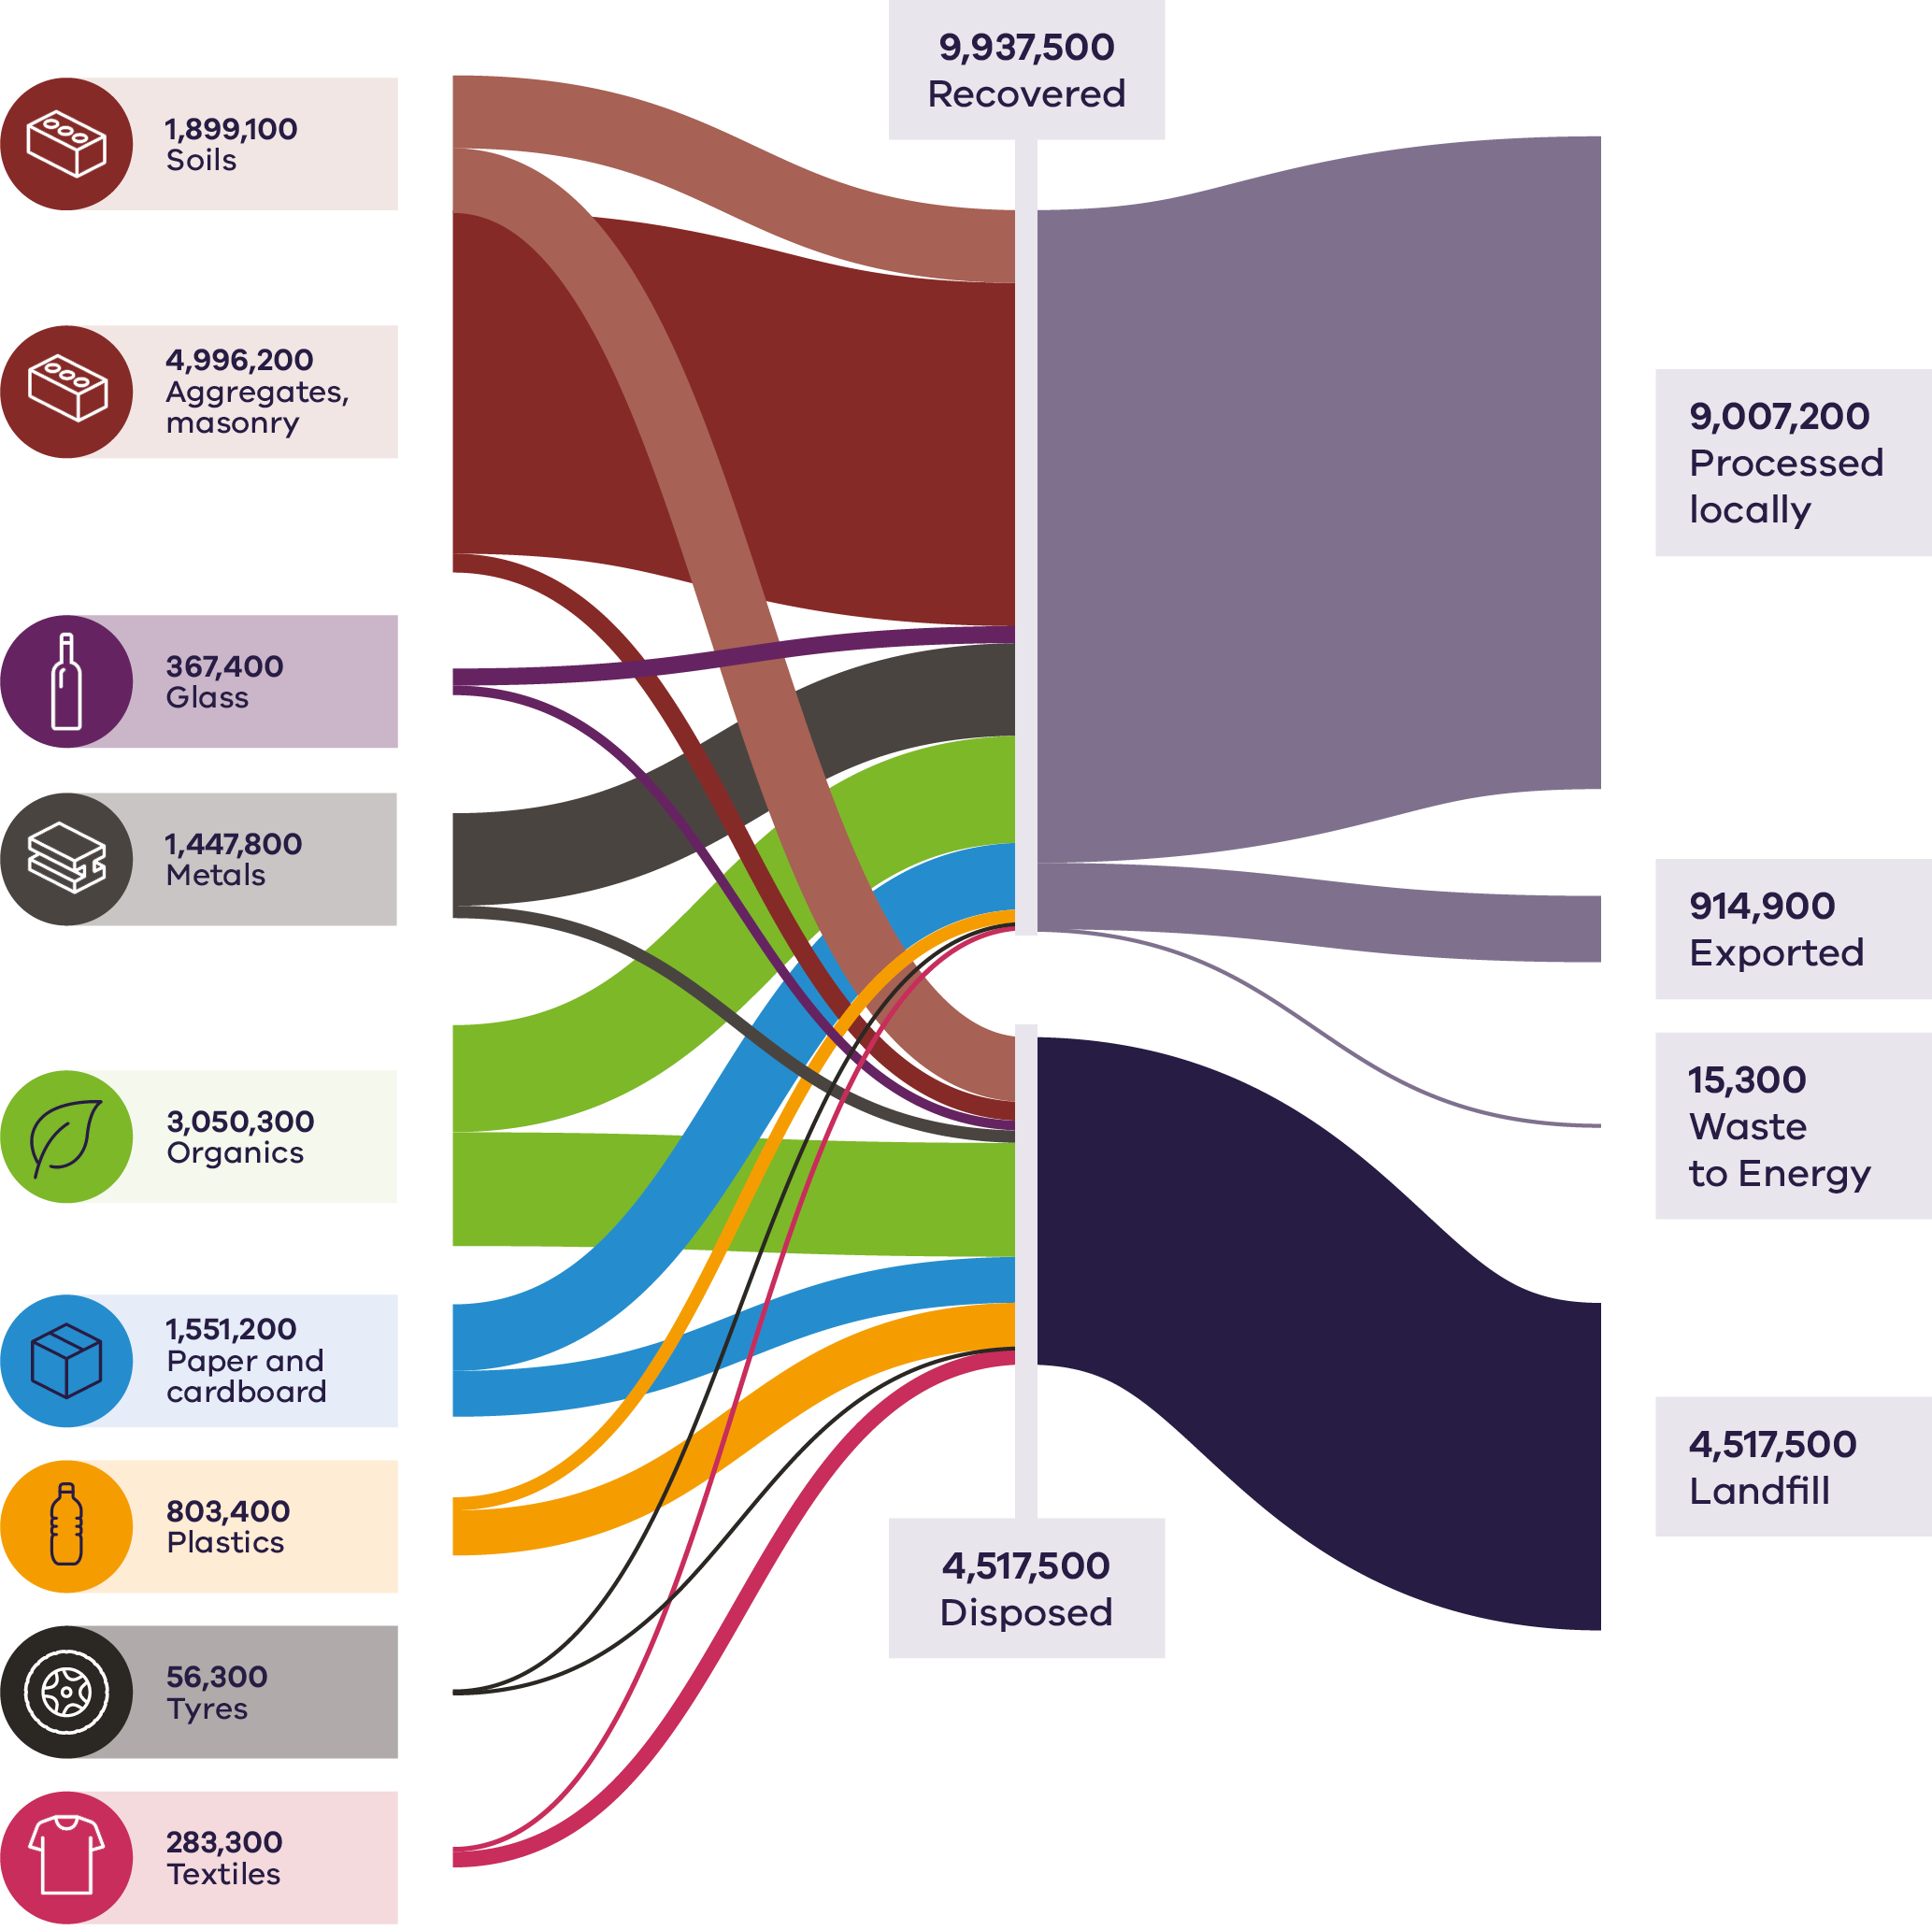 9,937,500
Recovered
1,899,100
Soils
4,996,200
Aggregates,
masonry
367,400
Glass
1,447,800
Metals
3,050,300
Organics
1,551,200
Paper and
cardboard
803,400
Plastics
56,300
Tyres
283,300
Textiles
4,517,500
Disposed
9,007,200
Processed
locally
914,900
Exported
15,300
Waste
to Energy
4,517,500
Landfill